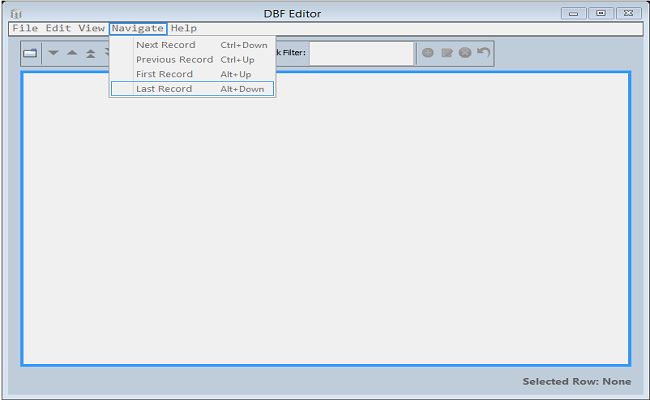 DBF Editor
File Edit View Navigate Help
Next Record Ctrl+Down
Previous Record Ctrl+Up
First Record Alt+Up
Last Record Alt+Down
Filter:
Selected Row: None